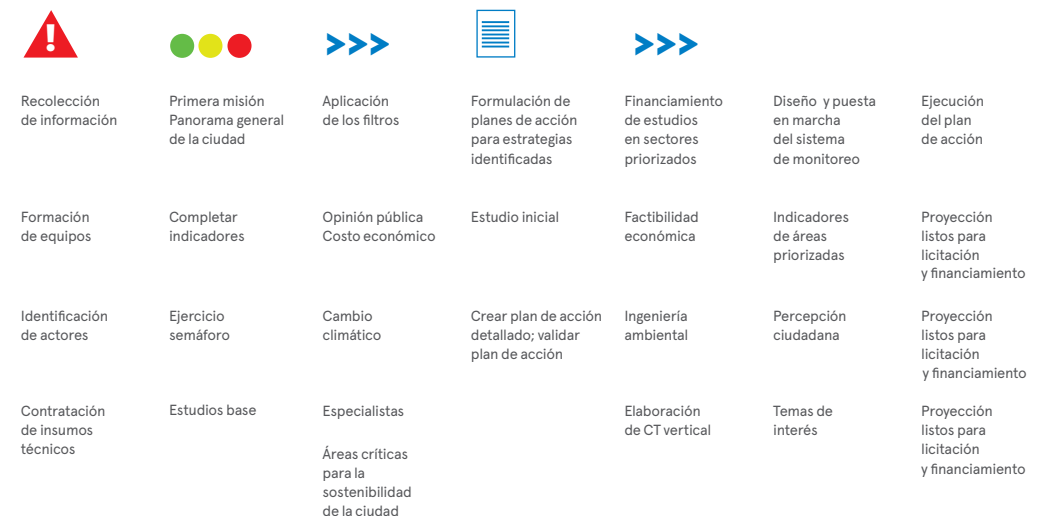 Recolección
de información
Primera misión
Panorama general
de la ciudad
Aplicación
de los filtros
Formulación de
planes de acción
para estrategias
identificadas
Financiamiento
de estudios
en sectores
priorizados
Diseño y puesta
en marcha
del sistema
de monitoreo
Ejecución
del plan
de acción
Formación
de equipos
Completar
indicadores
Opinión pública
Costo económico
Estudio inicial
Factibilidad
económica
Indicadores
de áreas
priorizadas
Proyección
listos para
licitación
y financiamiento
Identificación
de actores
Ejercicio
semáforo
Cambio
climático
Crear plan de acción
detallado; validar
plan de acción
Ingeniería
ambiental
Percepción
ciudadana
Proyección
listos para
licitación
y financiamiento
Contratación
de insumos
técnicos
Estudios base
Especialistas
Áreas críticas
para la
sostenibilidad
de la ciudad
Elaboración
de CT vertical
Temas de
interés
Proyección
listos para
licitación
y financiamiento